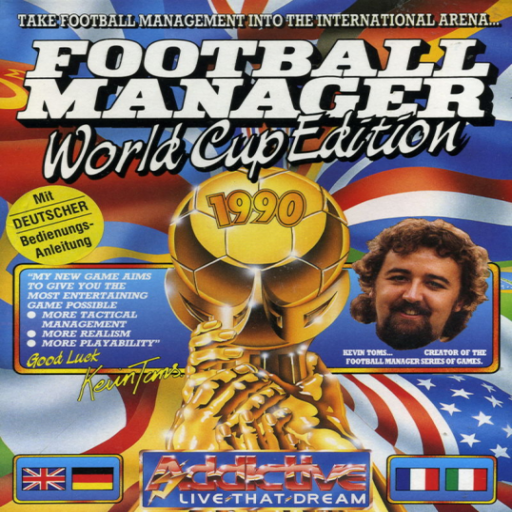 TAKE FOOTBALL MANAGEMENT INTO THE INTERNATIONAL ARENA...
FOOTBALL
MANAGER
World Cup Edition
1990
Mit
DEUTSCHER
Bedienungs-
Anleitung
"MY NEW GAME AIMS
TO GIVE YOU THE
MOST ENTERTAINING
GAME POSSIBLE
• MORE TACTICAL
MANAGEMENT
• MORE REALISM
• MORE PLAYABILITY"
Good Luck
Kevin Toms
KEVIN TOMS... CREATOR OF THE
FOOTBALL MANAGER SERIES OF GAMES.
Addictive
LIVE·THAT·DREAM